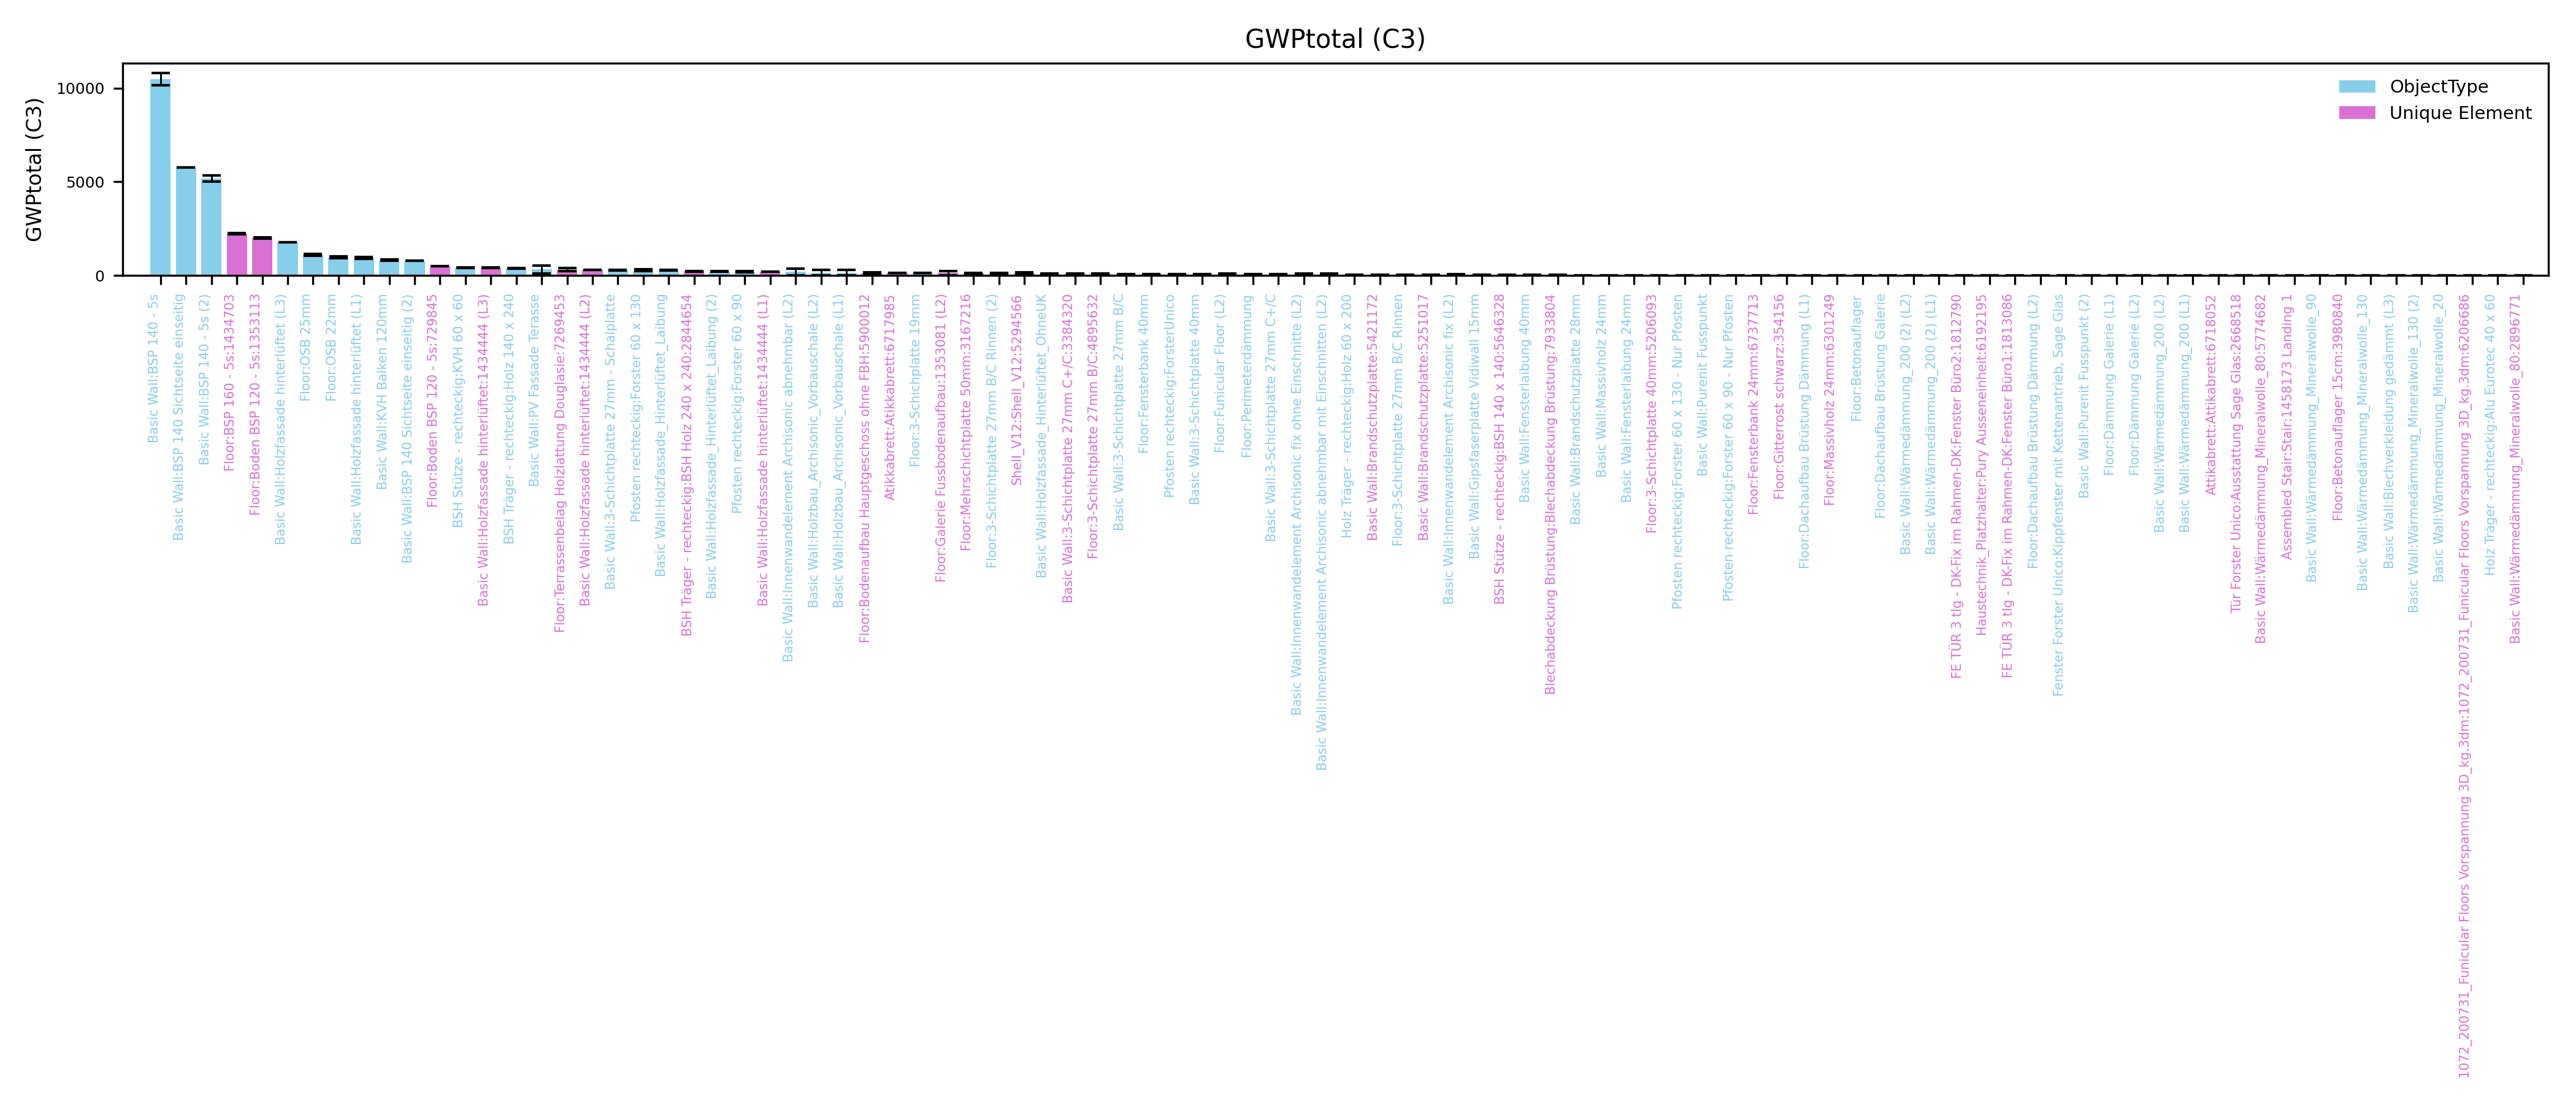 GWPtotal (C3)
GWPtotal (C3)
10000
5000
0
ObjectType
Unique Element
Basic Wall:BSP 140 - 5s
Basic Wall:BSP 140 Sichtseite einseitig
Basic Wall:BSP 140 - 5s (2)
Floor:BSP 160 - 5s:1434703
Floor:Boden BSP 120 - 5s:1353113
Basic Wall:Holzfassade hinterlüftet (L3)
Floor:OSB 25mm
Floor:OSB 22mm
Basic Wall:Holzfassade hinterlüftet (L1)
Basic Wall:KVH Balken 120mm
Basic Wall:BSP 140 Sichtseite einseitig (2)
Floor:Boden BSP 120 - 5s:729845
BSH Stütze - rechteckig:KVH 60 x 60
Basic Wall:Holzfassade hinterlüftet:1434444 (L3)
BSH Träger - rechteckig:Holz 140 x 240
Basic Wall:PV Fassade Terasse
Floor:Terrassenbelag Holzlattung Douglasie:7269453
Basic Wall:Holzfassade hinterlüftet:1434444 (L2)
Basic Wall:3-Schichtplatte 27mm - Schalplatte
Pfosten rechteckig:Forster 60 x 130
Basic Wall:Holzfassade_Hinterlüftet_Laibung
BSH Träger - rechteckig:BSH Holz 240 x 240:2844654
Basic Wall:Holzfassade_Hinterlüftet_Laibung (2)
Pfosten rechteckig:Forster 60 x 90
Basic Wall:Holzfassade hinterlüftet:1434444 (L1)
Basic Wall:Innenwandelement Archisonic abnehmbar (L2)
Basic Wall:Holzbau_Archisonic_Vorbauschale (L2)
Basic Wall:Holzbau_Archisonic_Vorbauschale (L1)
Floor:Bodenaufbau Hauptgeschoss ohne FBH:5900012
Atikabrett:Atikkabrett:6717985
Floor:3-Schichplatte 19mm
Floor:Galerie Fussbodenaufbau:1353081 (L2)
Floor:Mehrschichtplatte 50mm:3167216
Floor:3-Schichtplatte 27mm B/C Rinnen (2)
Shell_V12:Shell_V12:5294566
Basic Wall:Holzfassade_Hinterlüftet_OhneUK
Basic Wall:3-Schichtplatte 27mm C+/C:3384320
Floor:3-Schichtplatte 27mm B/C:4895632
Basic Wall:3-Schichtplatte 27mm B/C
Floor:Fensterbank 40mm
Pfosten rechteckig:ForsterUnico
Basic Wall:3-Schichtplatte 40mm
Floor:Funicular Floor (L2)
Floor:Perimeterdämmung
Basic Wall:3-Schichtplatte 27mm C+/C
Basic Wall:Innenwandelement Archisonic fix ohne Einschnitte (L2)
Basic Wall:Innenwandelement Archisonic abnehmbar mit Einschnitten (L2)
Holz Träger - rechteckig:Holz 60 x 200
Basic Wall:Brandschutzplatte:5421172
Floor:3-Schichtplatte 27mm B/C Rinnen
Basic Wall:Brandschutzplatte:5251017
Basic Wall:Innenwandelement Archisonic fix (L2)
Basic Wall:Gipsfaserplatte Vidiwall 15mm
BSH Stütze - rechteckig:BSH 140 x 140:5646328
Basic Wall:Fensterlaibung 40mm
Blechabdeckung Brüstung:Blechabdeckung Brüstung:7933804
Basic Wall:Brandschutzplatte 28mm
Basic Wall:Massivholz 24mm
Basic Wall:Fensterlaibung 24mm
Floor:3-Schichtplatte 40mm:5206093
Pfosten rechteckig:Forster 60 x 130 - Nur Pfosten
Basic Wall:Purenit Fusspunkt
Pfosten rechteckig:Forster 60 x 90 - Nur Pfosten
Floor:Fensterbank 24mm:6737713
Floor:Gitterrost schwarz:354156
Floor:Dachaufbau Brüstung Dämmung (L1)
Floor:Massivholz 24mm:6301249
Floor:Betonauflager
Floor:Dachaufbau Brüstung Galerie
Basic Wall:Wärmedämmung_200 (2) (L2)
Basic Wall:Wärmedämmung_200 (2) (L1)
FE TÜR 3 tlg - DK-Fix im Rahmen-DK:Fenster Büro2:1812790
Haustechnik_Platzhalter:Pury Ausseneinheit:6192195
FE TÜR 3 tlg - DK-Fix im Rahmen-DK:Fenster Büro1:1813086
Floor:Dachaufbau Brüstung Dämmung (L2)
Fenster Forster Unico:Kippfenster mit Kettenantrieb, Sage Glas
Basic Wall:Purenit Fusspunkt (2)
Floor:Dämmung Galerie (L1)
Floor:Dämmung Galerie (L2)
Basic Wall:Wärmedämmung_200 (L2)
Basic Wall:Wärmedämmung_200 (L1)
Attikabrett:Attikabrett:6718052
Tür Forster Unico:Ausstattung Sage Glas:2668518
Basic Wall:Wärmedämmung_Mineralwolle_80:5774682
Assembled Stair:Stair:1458173 Landing 1
Basic Wall:Wärmedämmung_Mineralwolle_90
Floor:Betonauflager 15cm:3980840
Basic Wall:Wärmedämmung_Mineralwolle_130
Basic Wall:Blechverkleidung gedämmt (L3)
Basic Wall:Wärmedämmung_Mineralwolle_130 (2)
Basic Wall:Wärmedämmung_Mineralwolle_20
1072_200731_Funicular Floors Vorspannung 3D_kg.3dm:1072_200731_Funicular Floors Vorspannung 3D_kg.3dm:6206686
Holz Träger - rechteckig:Alu Eurotec 40 x 60
Basic Wall:Wärmedämmung_Mineralwolle_80:2896771